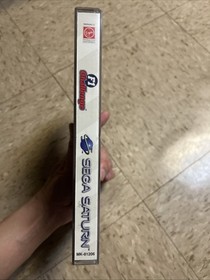 F1
Challenge
SEGA SATURN
MK-81206